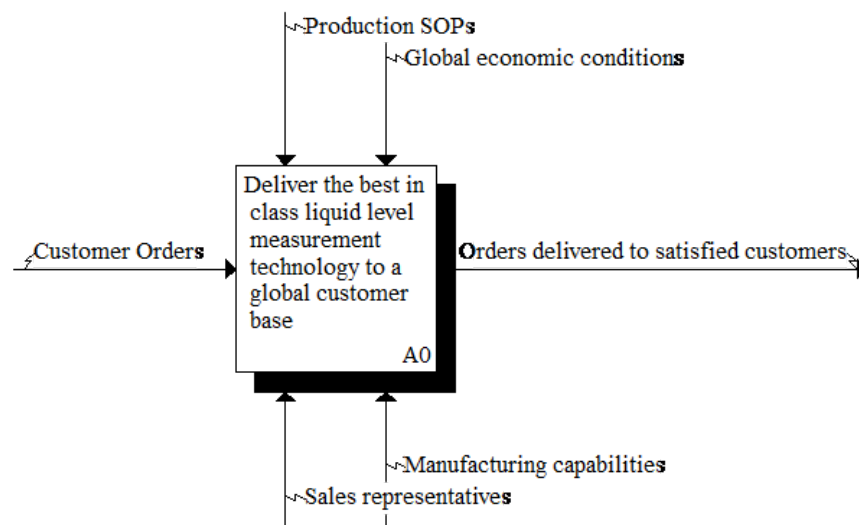 Production SOPs
Global economic conditions
Deliver the best in
class liquid level
measurement
technology to a
global customer
base
A0
Customer Orders
Orders delivered to satisfied customers
Manufacturing capabilities
Sales representatives